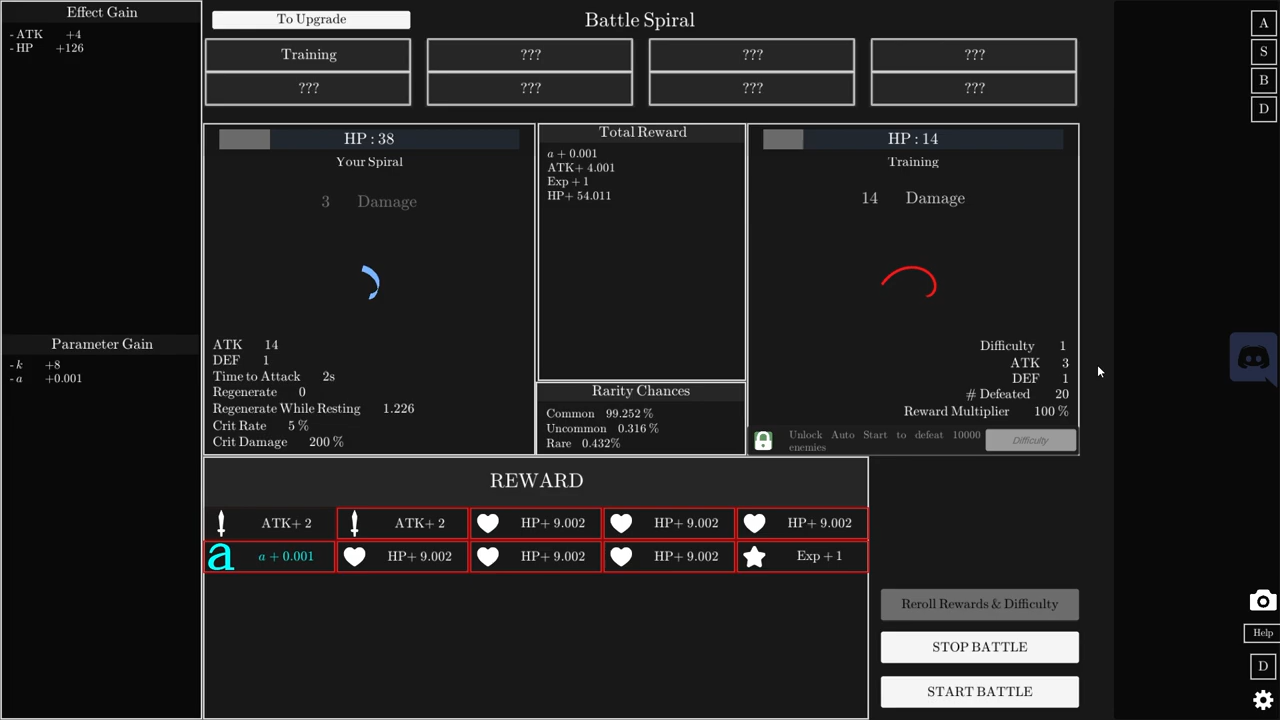 Effect Gain
- ATK +4
- HP +126
To Upgrade
Battle Spiral
Training
???
???
???
???
???
???
???
HP : 38
Your Spiral
3 Damage
ATK 14
DEF 1
Time to Attack 2s
Regenerate 0
Regenerate While Resting 1.226
Crit Rate 5 %
Crit Damage 200 %
Total Reward
a + 0.001
ATK+ 4.001
Exp + 1
HP+ 54.011
Rarity Chances
Common 99.252 %
Uncommon 0.316 %
Rare 0.432%
HP : 14
Training
14 Damage
Difficulty 1
ATK 3
DEF 1
# Defeated 20
Reward Multiplier 100 %
Unlock Auto Start to defeat 10000
enemies
Difficulty
Parameter Gain
- k +8
- a +0.001
REWARD
ATK+ 2
ATK+ 2
HP+ 9.002
HP+ 9.002
HP+ 9.002
a a + 0.001
HP+ 9.002
HP+ 9.002
HP+ 9.002
Exp + 1
Reroll Rewards & Difficulty
STOP BATTLE
START BATTLE
A
S
B
D
Help
D